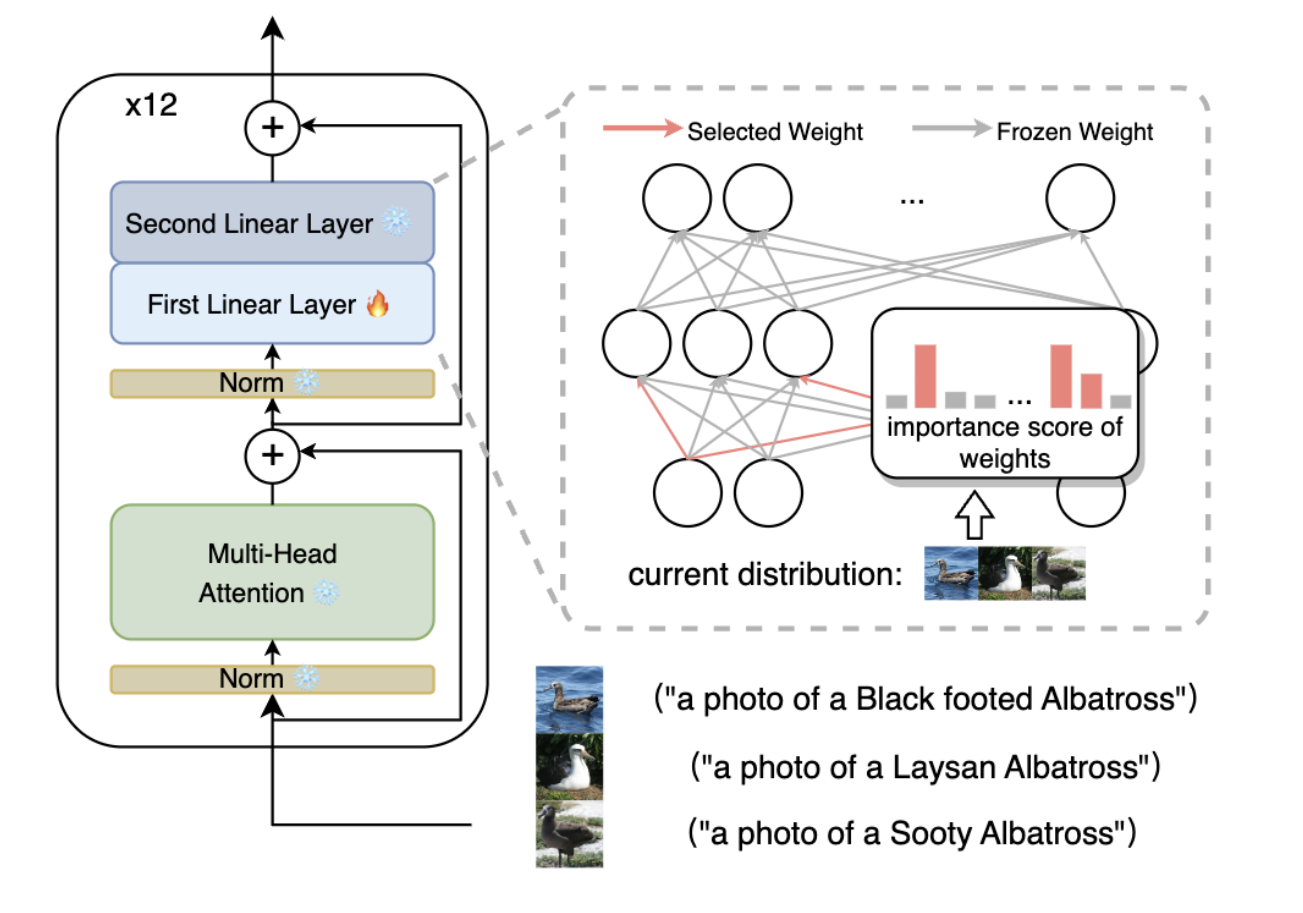 x12
Second Linear Layer
First Linear Layer
Norm
Multi-Head
Attention
Norm
Selected Weight
Frozen Weight
...
...
importance score of
weights
current distribution:
("a photo of a Black footed Albatross")
("a photo of a Laysan Albatross")
("a photo of a Sooty Albatross")